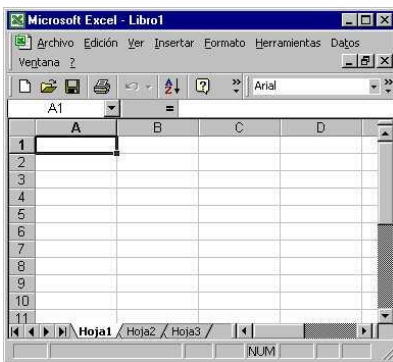 Microsoft Excel - Libro1
Archivo Edición Ver Insertar Formato Herramientas Datos
Ventana ?
Arial
A1 =
A B C D
1
2
3
4
5
6
7
8
9
10
11
Hoja1 Hoja2 Hoja3
NUM